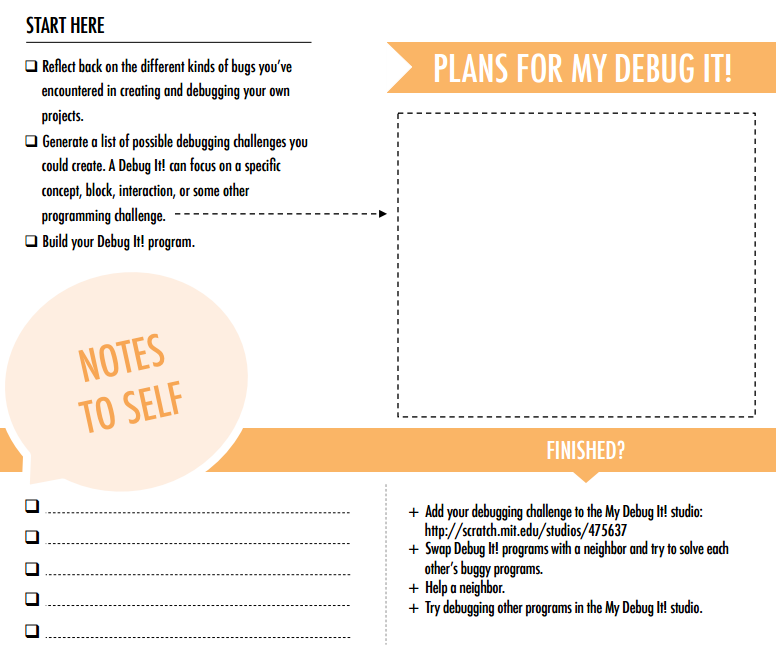 START HERE
❑ Reflect back on the different kinds of bugs you've
encountered in creating and debugging your own
projects.
❑ Generate a list of possible debugging challenges you
could create. A Debug It! can focus on a specific
concept, block, interaction, or some other
programming challenge.
❑ Build your Debug It! program.
PLANS FOR MY DEBUG IT!
NOTES
TO SELF
FINISHED?
+ Add your debugging challenge to the My Debug It! studio:
http://scratch.mit.edu/studios/475637
+ Swap Debug It! programs with a neighbor and try to solve each
other's buggy programs.
+ Help a neighbor.
+ Try debugging other programs in the My Debug It! studio.